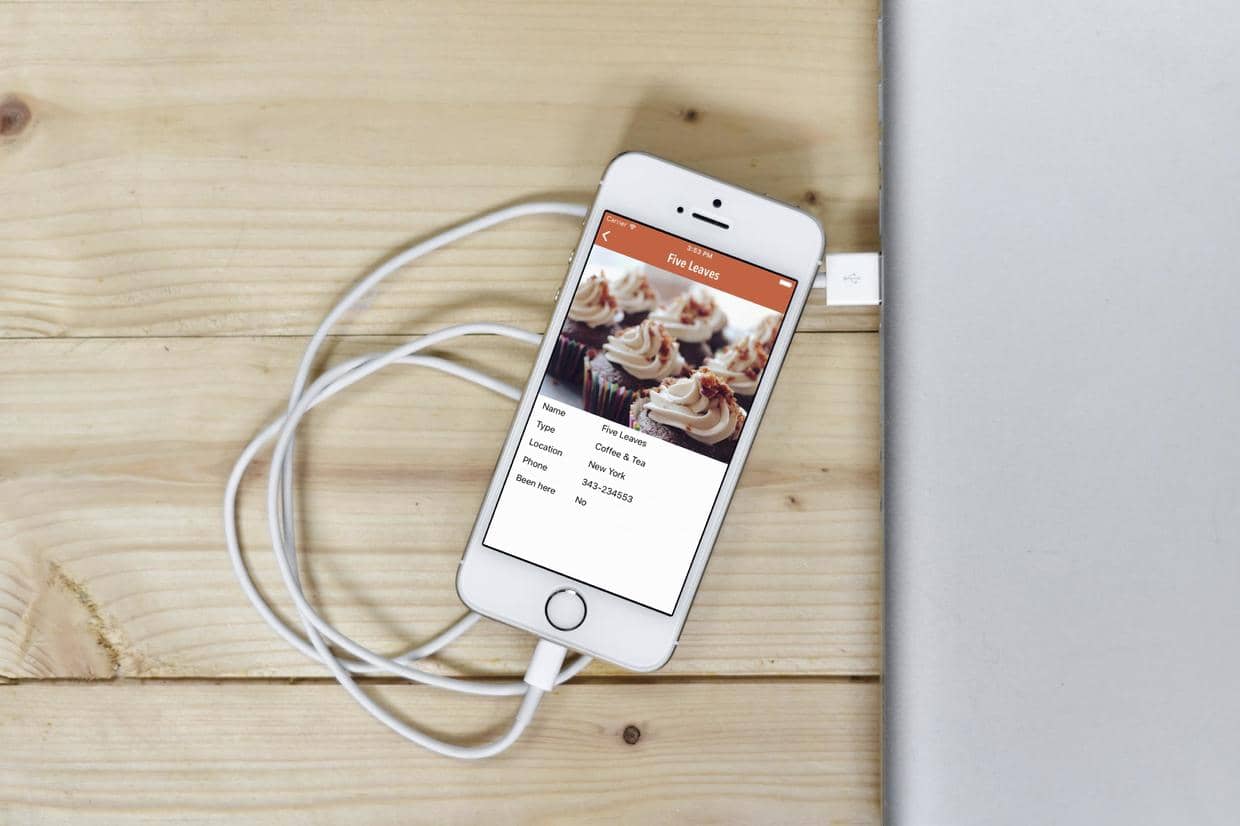 Carrier
3:53 PM
Five Leaves
Name Five Leaves
Type Coffee & Tea
Location New York
Phone 343-234553
Been here No